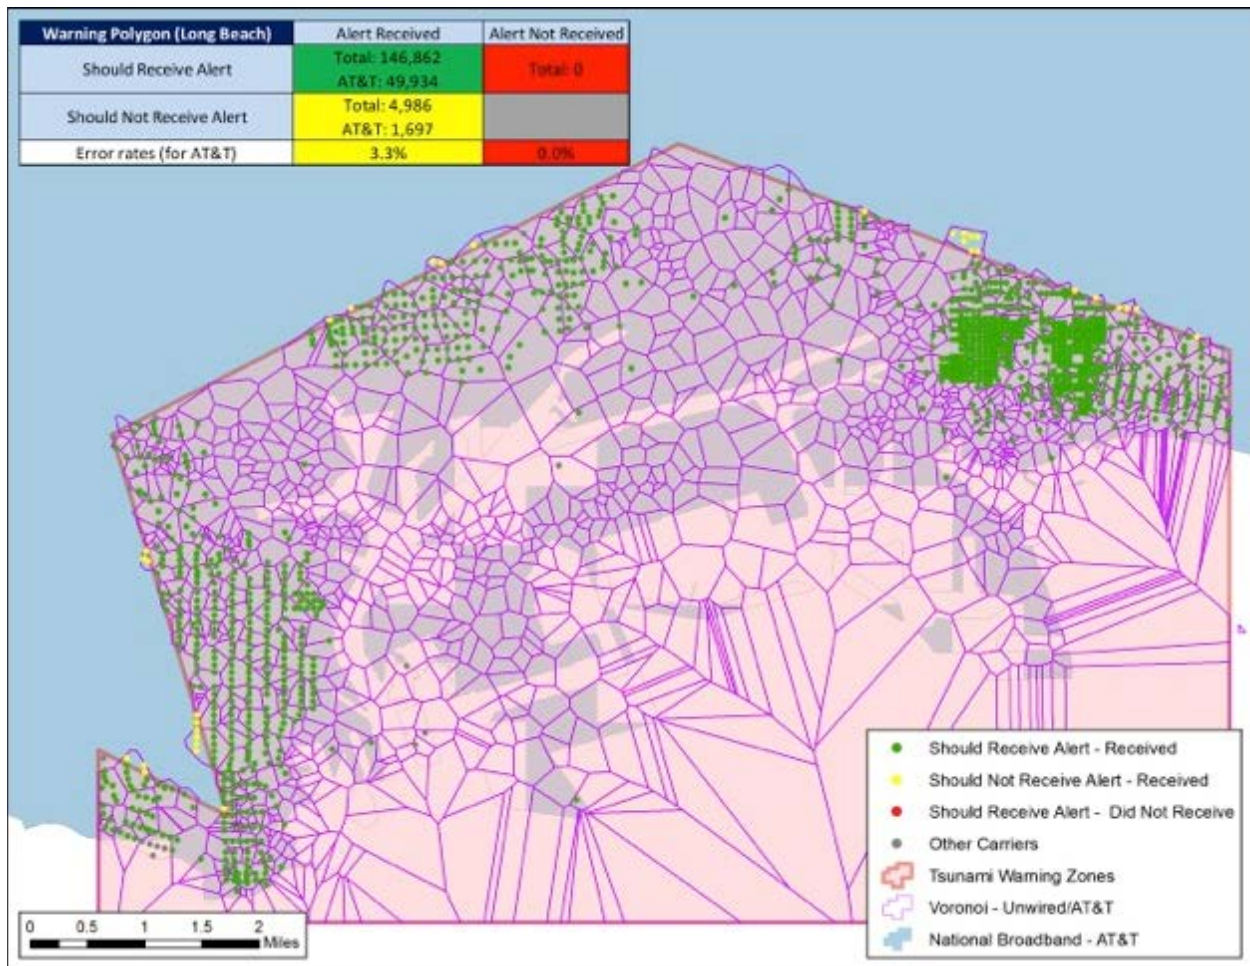 Warning Polygon (Long Beach) Alert Received Alert Not Received
Should Receive Alert Total: 146,862 Total: 0
AT&T: 49,934
Should Not Receive Alert Total: 4,986
AT&T: 1,697
Error rates (for AT&T) 3.3% 0.0%
Should Receive Alert - Received
Should Not Receive Alert - Received
Should Receive Alert - Did Not Receive
Other Carriers
Tsunami Warning Zones
Voronoi - Unwired/AT&T
National Broadband - AT&T
0 0.5 1 1.5 2
Miles